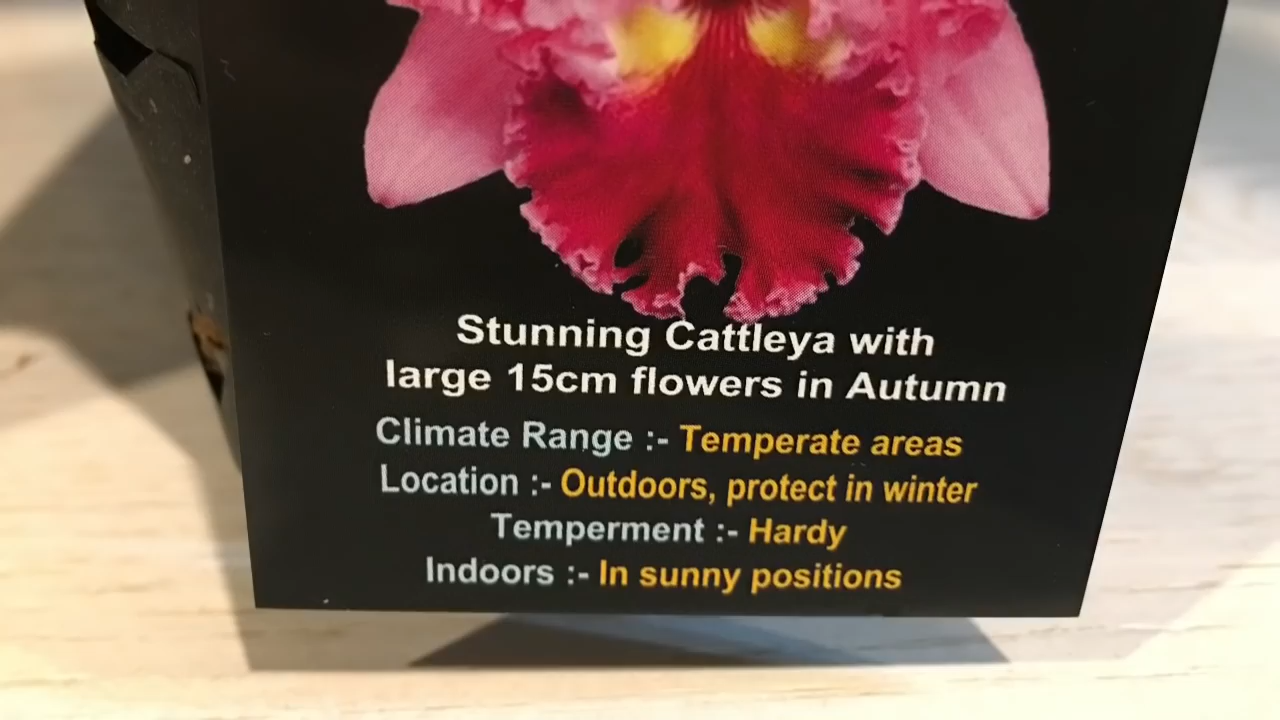 Stunning Cattleya with
large 15cm flowers in Autumn
Climate Range :- Temperate areas
Location :- Outdoors, protect in winter
Temperment :- Hardy
Indoors :- In sunny positions